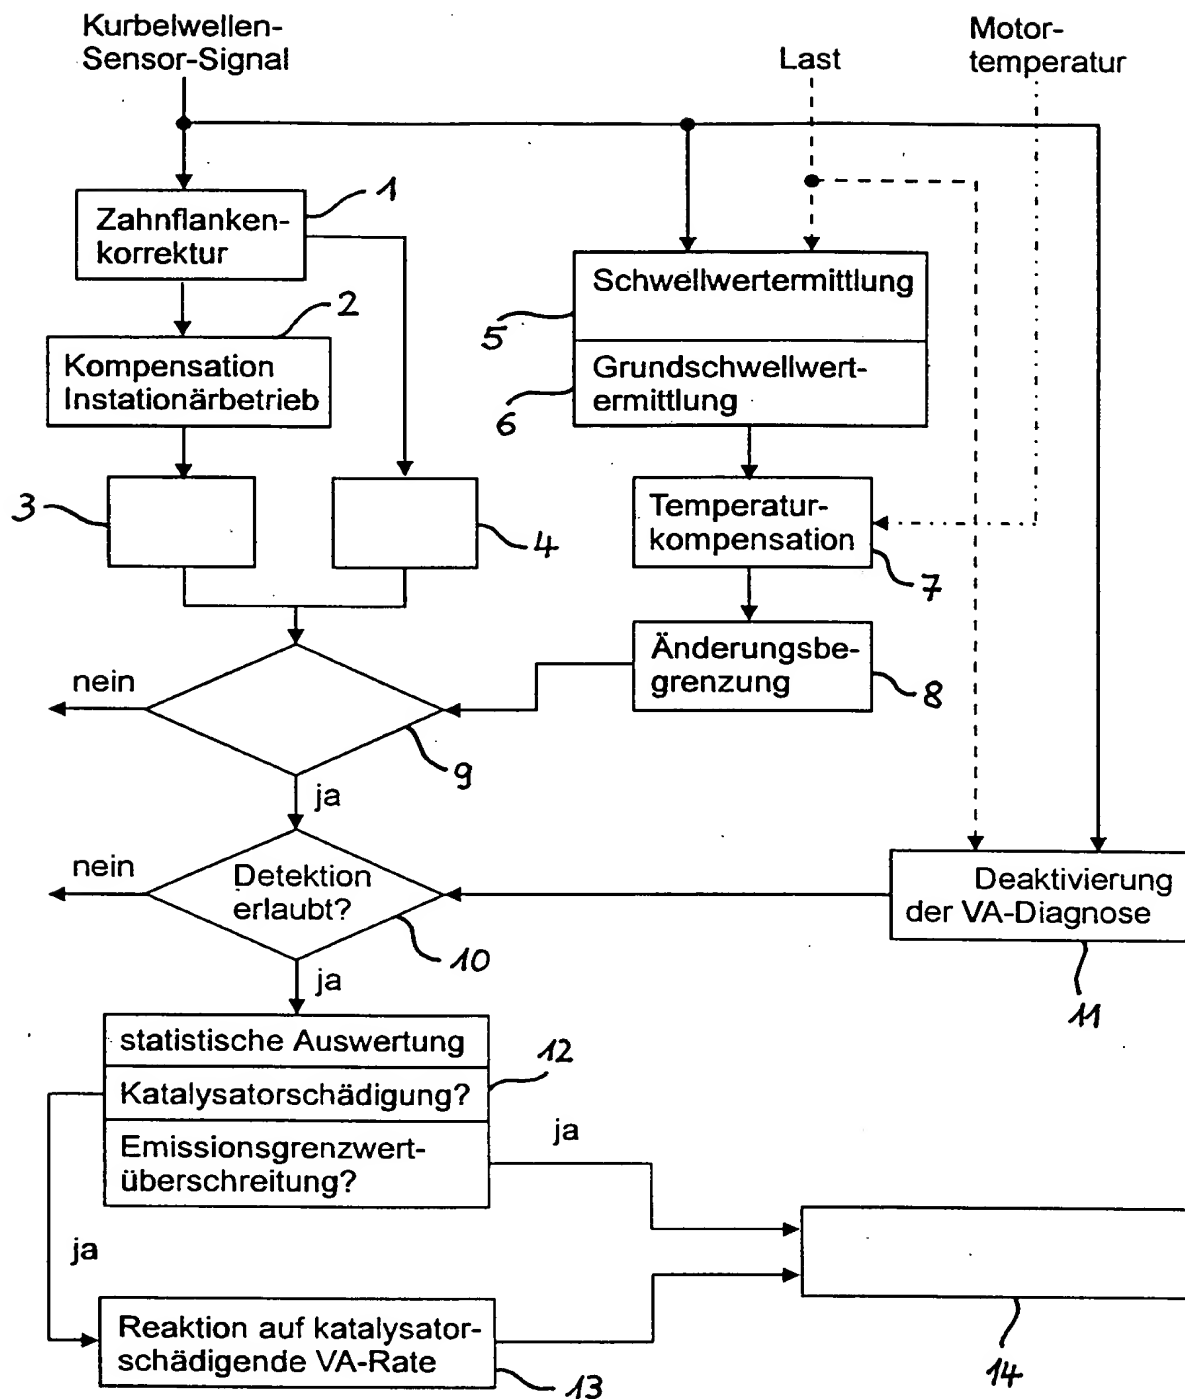 Kurbelwellen-
Sensor-Signal
Last
Motor-
temperatur
1
Zahnflanken-
korrektur
2
Kompensation
Instationärbetrieb
Schwellwertermittlung
5
Grundschwellwert-
ermittlung
6
3
4
Temperatur-
kompensation
7
Änderungsbe-
grenzung
8
nein
9
ja
nein
Detektion
erlaubt?
10
Deaktivierung
der VA-Diagnose
11
ja
statistische Auswertung
12
Katalysatorschädigung?
Emissionsgrenzwert-
überschreitung?
ja
ja
Reaktion auf katalysator-
schädigende VA-Rate
13
14